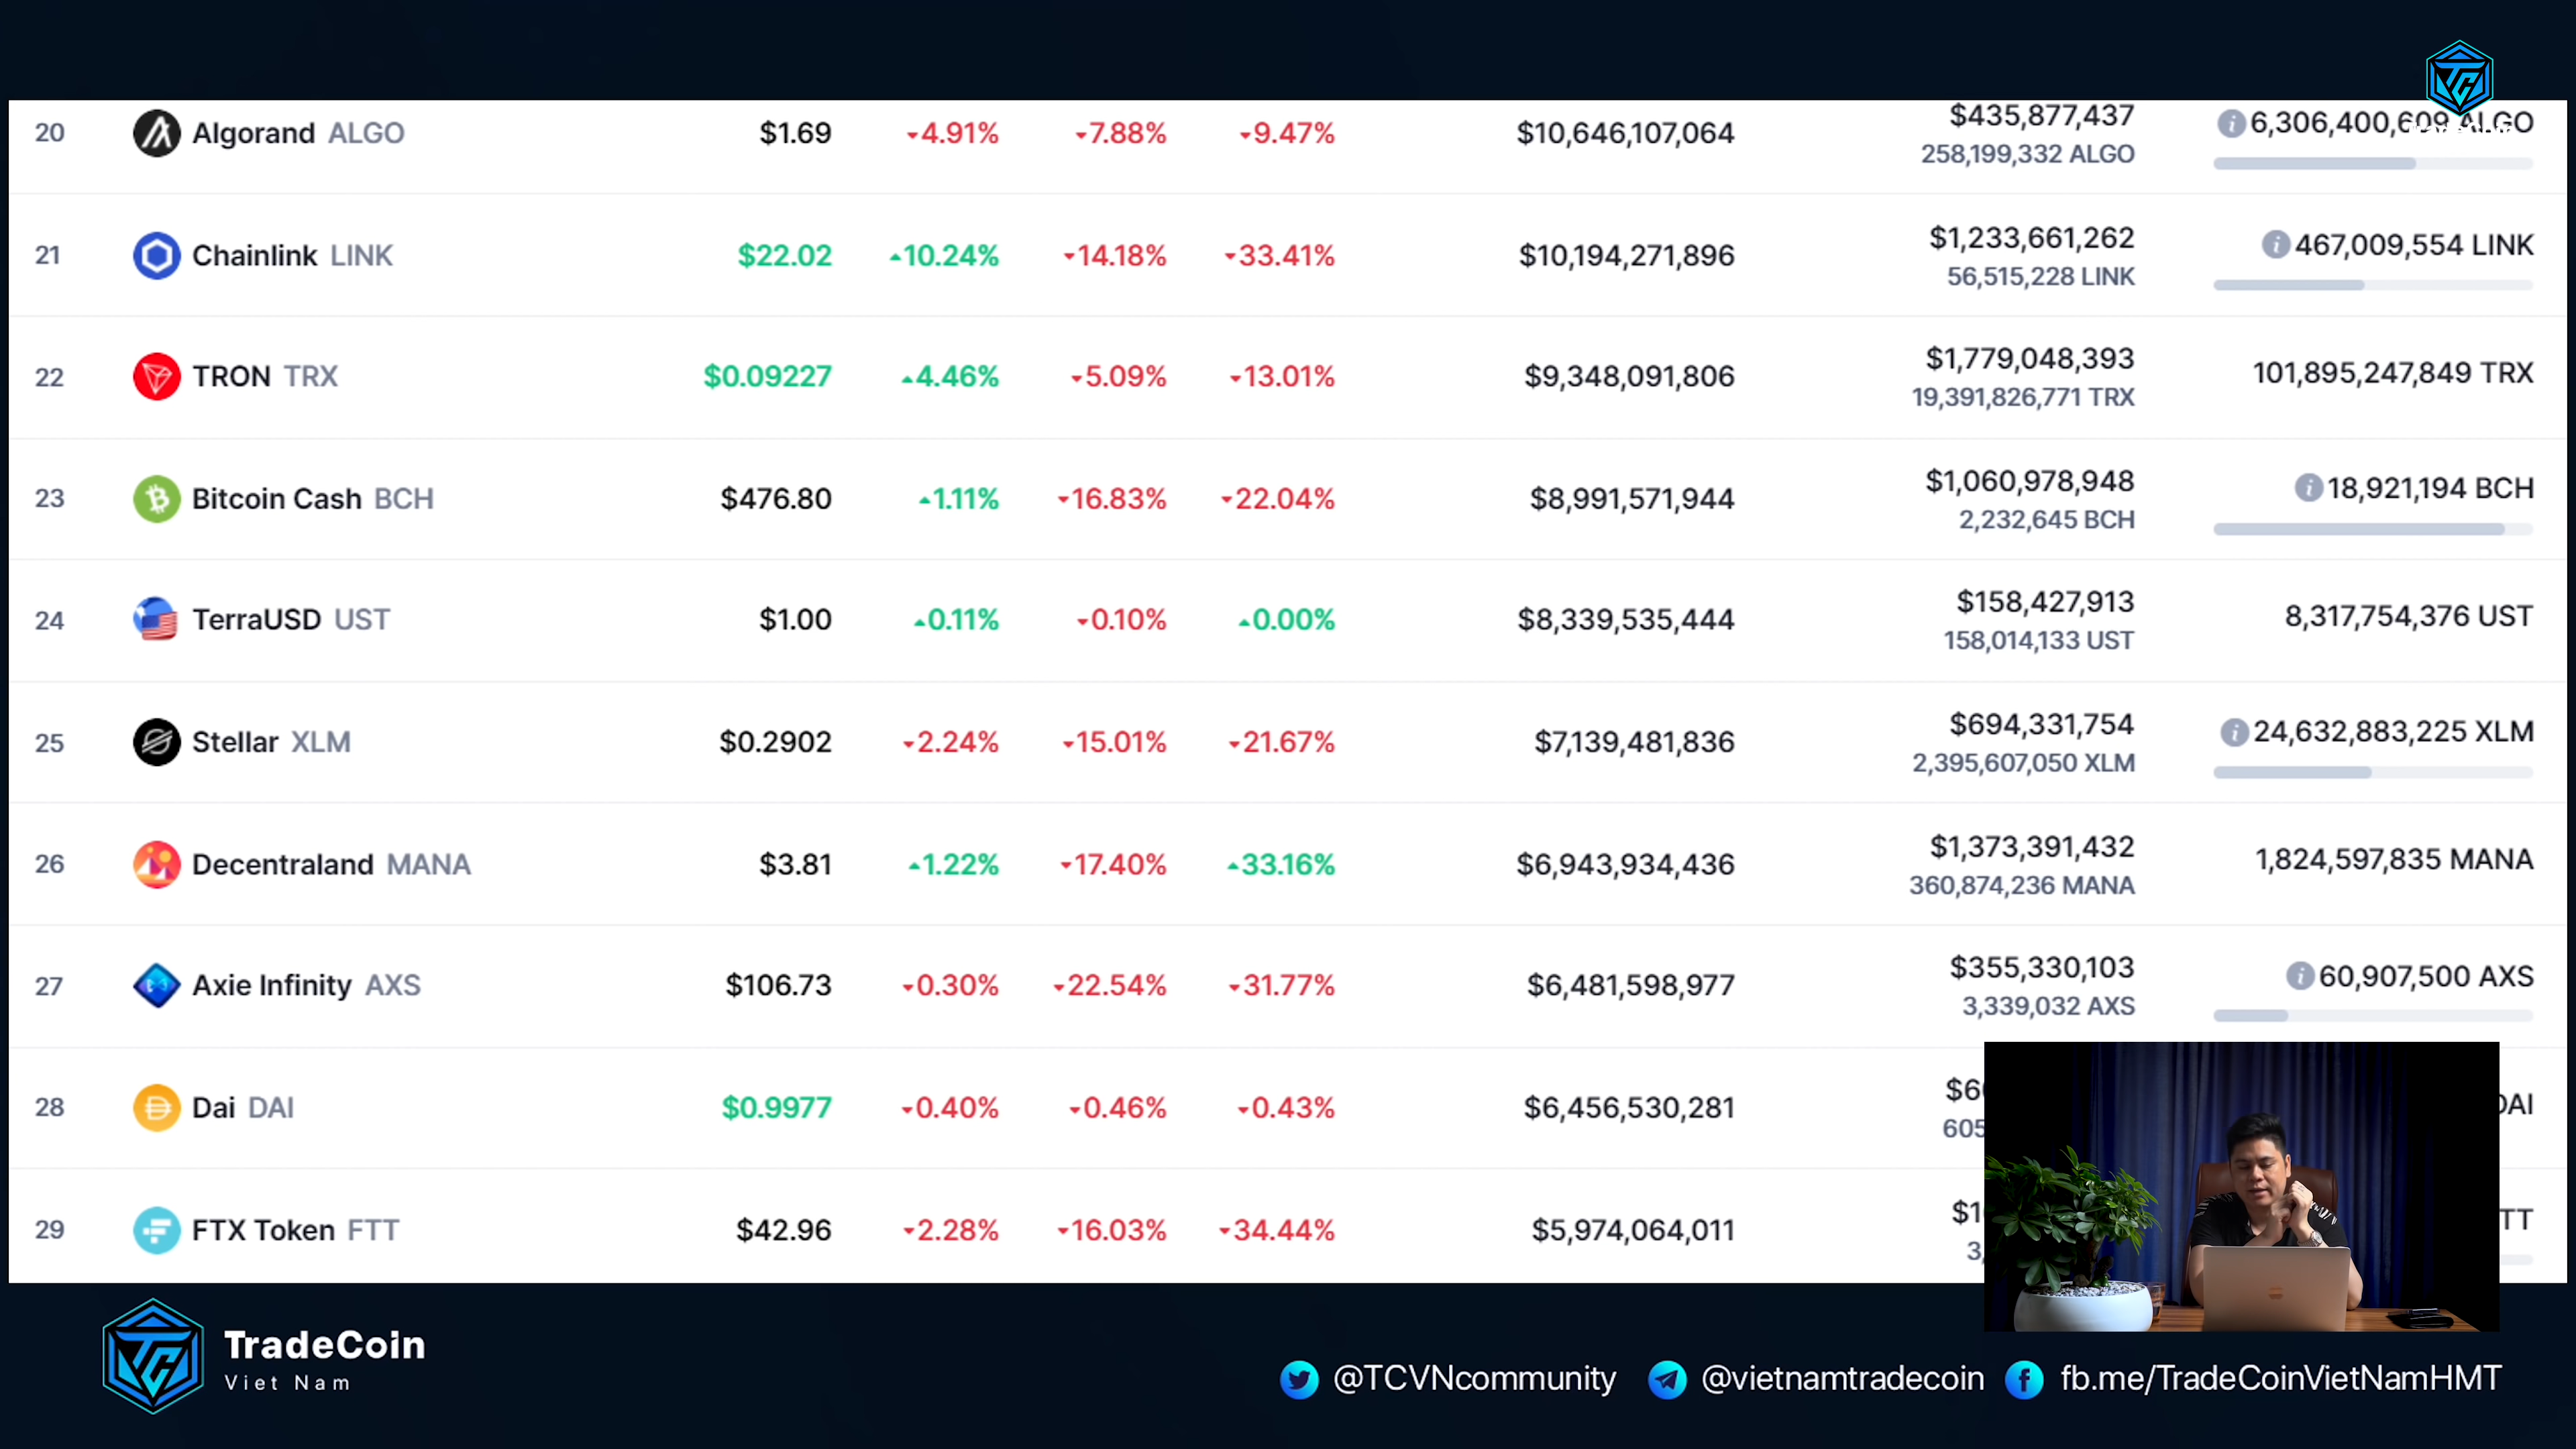 20 Algorand ALGO $1.69 4.91% 7.88% 9.47% $10,646,107,064 $435,877,437 6,306,400,609 ALGO
258,199,332 ALGO
21 Chainlink LINK $22.02 10.24% 14.18% 33.41% $10,194,271,896 $1,233,661,262 467,009,554 LINK
56,515,228 LINK
22 TRON TRX $0.09227 4.46% 5.09% 13.01% $9,348,091,806 $1,779,048,393 101,895,247,849 TRX
19,391,826,771 TRX
23 Bitcoin Cash BCH $476.80 1.11% 16.83% 22.04% $8,991,571,944 $1,060,978,948 18,921,194 BCH
2,232,645 BCH
24 TerraUSD UST $1.00 0.11% 0.10% 0.00% $8,339,535,444 $158,427,913 8,317,754,376 UST
158,014,133 UST
25 Stellar XLM $0.2902 2.24% 15.01% 21.67% $7,139,481,836 $694,331,754 24,632,883,225 XLM
2,395,607,050 XLM
26 Decentraland MANA $3.81 1.22% 17.40% 33.16% $6,943,934,436 $1,373,391,432 1,824,597,835 MANA
360,874,236 MANA
27 Axie Infinity AXS $106.73 0.30% 22.54% 31.77% $6,481,598,977 $355,330,103 60,907,500 AXS
3,339,032 AXS
28 Dai DAI $0.9977 0.40% 0.46% 0.43% $6,456,530,281 DAI
605
29 FTX Token FTT $42.96 2.28% 16.03% 34.44% $5,974,064,011
TradeCoin
Viet Nam
@TCVNcommunity @vietnamtradecoin fb.me/TradeCoinVietNamHMT